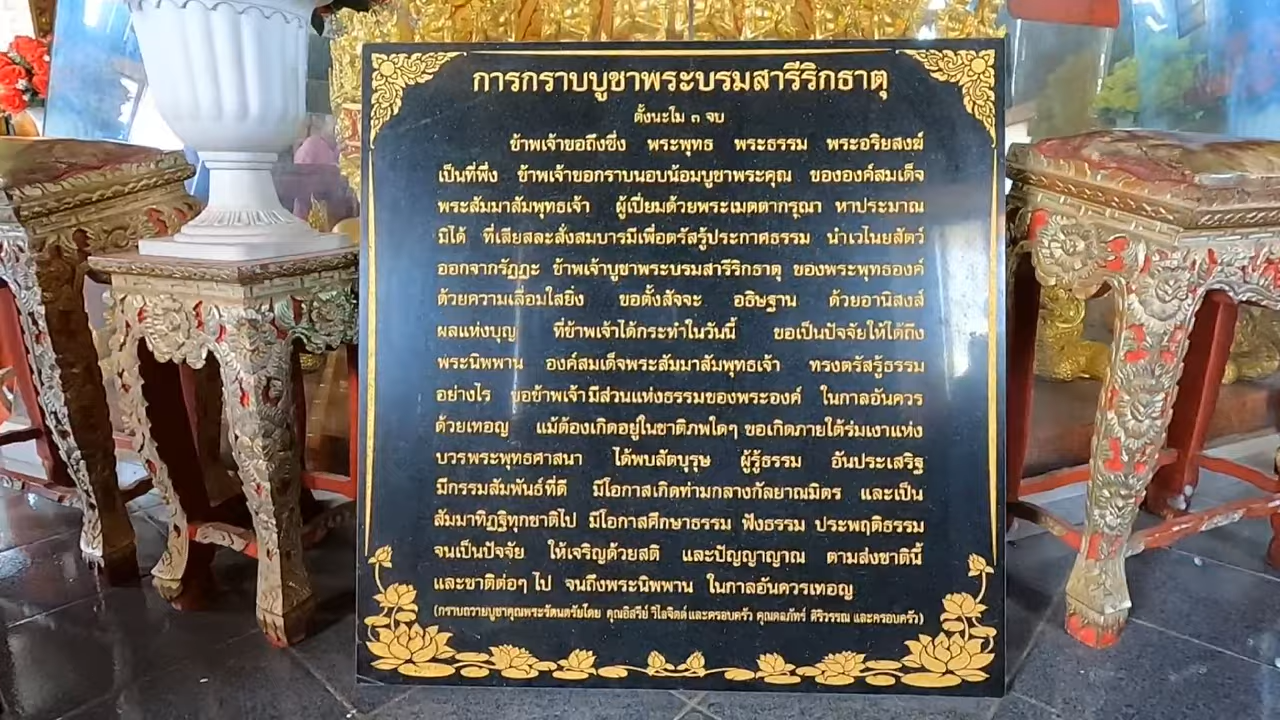 การกราบบูชาพระบรมสารีริกธาตุ
ตั้งนะโม ๓ จบ
ข้าพเจ้าขอถึงซึ่ง พระพุทธ พระธรรม พระอริยสงฆ์
เป็นที่พึ่ง ข้าพเจ้าขอกราบนอบน้อมบูชาพระคุณ ขององค์สมเด็จ
พระสัมมาสัมพุทธเจ้า ผู้เปี่ยมด้วยพระเมตตากรุณา หาประมาณ
มิได้ ที่เสียสละสั่งสมบารมีเพื่อตรัสรู้ประกาศธรรม นำเวไนยสัตว์
ออกจากวัฏฏะ ข้าพเจ้าบูชาพระบรมสารีริกธาตุ ของพระพุทธองค์
ด้วยความเลื่อมใสยิ่ง ขอตั้งสัจจะ อธิษฐาน ด้วยอานิสงส์
ผลแห่งบุญ ที่ข้าพเจ้าได้กระทำในวันนี้ ขอเป็นปัจจัยให้ได้ถึง
พระนิพพาน องค์สมเด็จพระสัมมาสัมพุทธเจ้า ทรงตรัสรู้ธรรม
อย่างไร ขอข้าพเจ้ามีส่วนแห่งธรรมของพระองค์ ในกาลอันควร
ด้วยเทอญ แม้ต้องเกิดอยู่ในชาติภพใดๆ ขอเกิดภายใต้ร่มเงาแห่ง
บวรพระพุทธศาสนา ได้พบสัตบุรุษ ผู้รู้ธรรม อันประเสริฐ
มีกรรมสัมพันธ์ที่ดี มีโอกาสเกิดท่ามกลางกัลยาณมิตร และเป็น
สัมมาทิฏฐิทุกชาติไป มีโอกาสศึกษาธรรม ฟังธรรม ประพฤติธรรม
จนเป็นปัจจัย ให้เจริญด้วยสติ และปัญญาญาณ ตามส่งชาตินี้
และชาติต่อๆ ไป จนถึงพระนิพพาน ในกาลอันควรเทอญ
(กราบถวายบูชาคุณพระรัตนตรัยโดย คุณอิสรีย์ วิไลจิตต์ และครอบครัว ศิริวรรณ และครอบครัว)